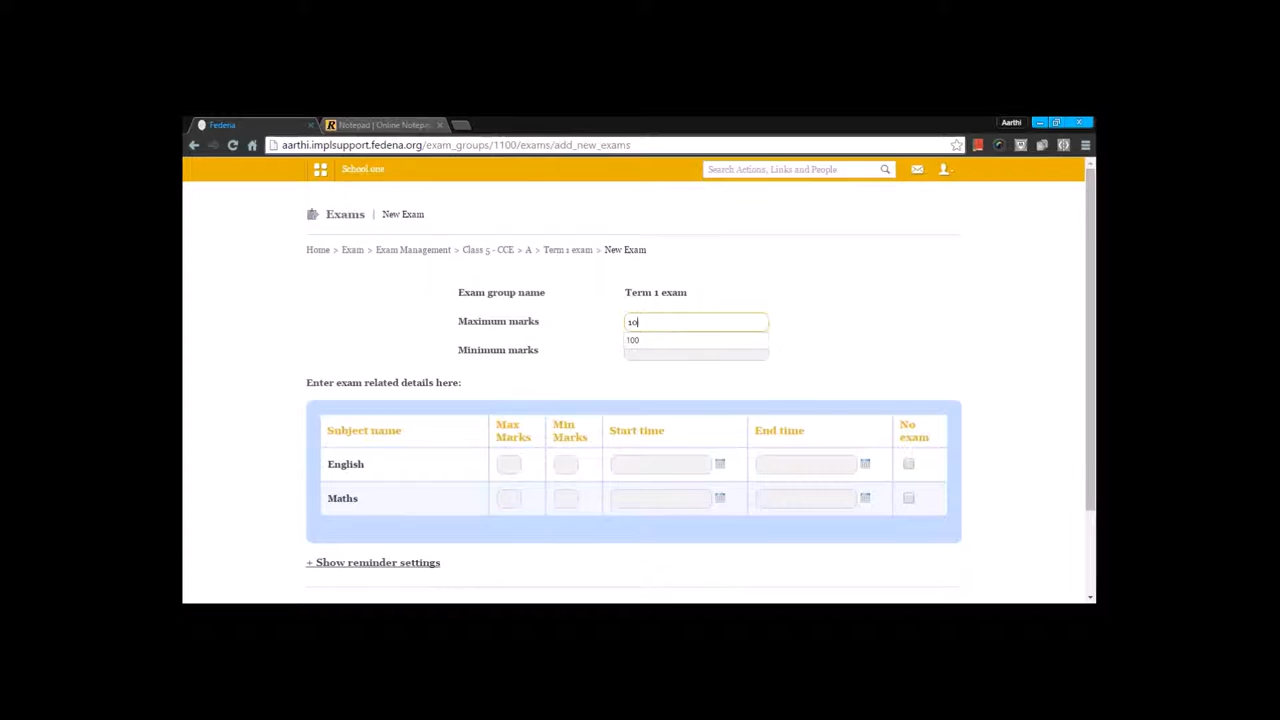 Fedena
Notepad | Online Notep
Aarthi
aarthi.implsupport.fedena.org/exam_groups/1100/exams/add_new_exams
School one
Search Actions, Links and People
Exams | New Exam
Home > Exam > Exam Management > Class 5 - CCE > A > Term 1 exam > New Exam
Exam group name Term 1 exam
Maximum marks 10
100
Minimum marks
Enter exam related details here:
Subject name Max Marks Min Marks Start time End time No exam
English
Maths
+ Show reminder settings